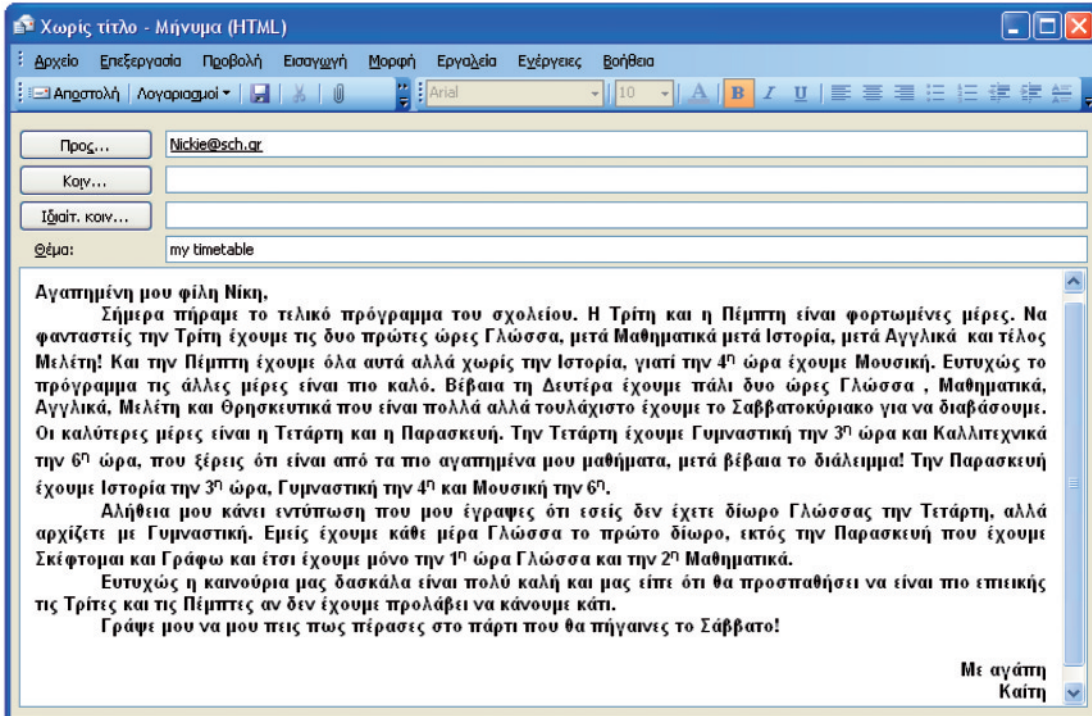 Χωρίς τίτλο - Μήνυμα (HTML)
Αρχείο Επεξεργασία Προβολή Εισαγωγή Μορφή Εργαλεία Ενέργειες Βοήθεια
Αποστολή Λογαριασμοί Arial 10 A B I U
Προς... Nickie@sch.gr
Κοιν...
Ιδιαίτ. κοιν...
Θέμα: my timetable
Αγαπημένη μου φίλη Νίκη,
Σήμερα πήραμε το τελικό πρόγραμμα του σχολείου. Η Τρίτη και η Πέμπτη είναι φορτωμένες μέρες. Να
φανταστείς την Τρίτη έχουμε τις δυο πρώτες ώρες Γλώσσα, μετά Μαθηματικά μετά Ιστορία, μετά Αγγλικά και τέλος
Μελέτη! Και την Πέμπτη έχουμε όλα αυτά αλλά χωρίς την Ιστορία, γιατί την 4η ώρα έχουμε Μουσική. Ευτυχώς το
πρόγραμμα τις άλλες μέρες είναι πιο καλό. Βέβαια τη Δευτέρα έχουμε πάλι δυο ώρες Γλώσσα , Μαθηματικά,
Αγγλικά, Μελέτη και Θρησκευτικά που είναι πολλά αλλά τουλάχιστο έχουμε το Σαββατοκύριακο για να διαβάσουμε.
Οι καλύτερες μέρες είναι η Τετάρτη και η Παρασκευή. Την Τετάρτη έχουμε Γυμναστική την 3η ώρα και Καλλιτεχνικά
την 6η ώρα, που ξέρεις ότι είναι από τα πιο αγαπημένα μου μαθήματα, μετά βέβαια το διάλειμμα! Την Παρασκευή
έχουμε Ιστορία την 3η ώρα, Γυμναστική την 4η και Μουσική την 6η.
Αλήθεια μου κάνει εντύπωση που μου έγραψες ότι εσείς δεν έχετε δίωρο Γλώσσας την Τετάρτη, αλλά
αρχίζετε με Γυμναστική. Εμείς έχουμε κάθε μέρα Γλώσσα το πρώτο δίωρο, εκτός την Παρασκευή που έχουμε
Σκέφτομαι και Γράφω και έτσι έχουμε μόνο την 1η ώρα Γλώσσα και την 2η Μαθηματικά.
Ευτυχώς η καινούρια μας δασκάλα είναι πολύ καλή και μας είπε ότι θα προσπαθήσει να είναι πιο επιεικής
τις Τρίτες και τις Πέμπτες αν δεν έχουμε προλάβει να κάνουμε κάτι.
Γράψε μου να μου πεις πως πέρασες στο πάρτι που θα πήγαινες το Σάββατο!
Με αγάπη
Καίτη